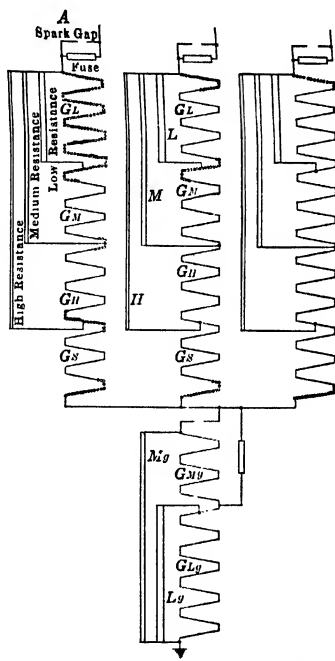 A
Spark Gap
Fuse
GL
Low Resistance
Medium Resistance
High Resistance
GM
GH
GS
GL
L
GM
M
GH
H
GS
Mg
GMg
GLg
Lg